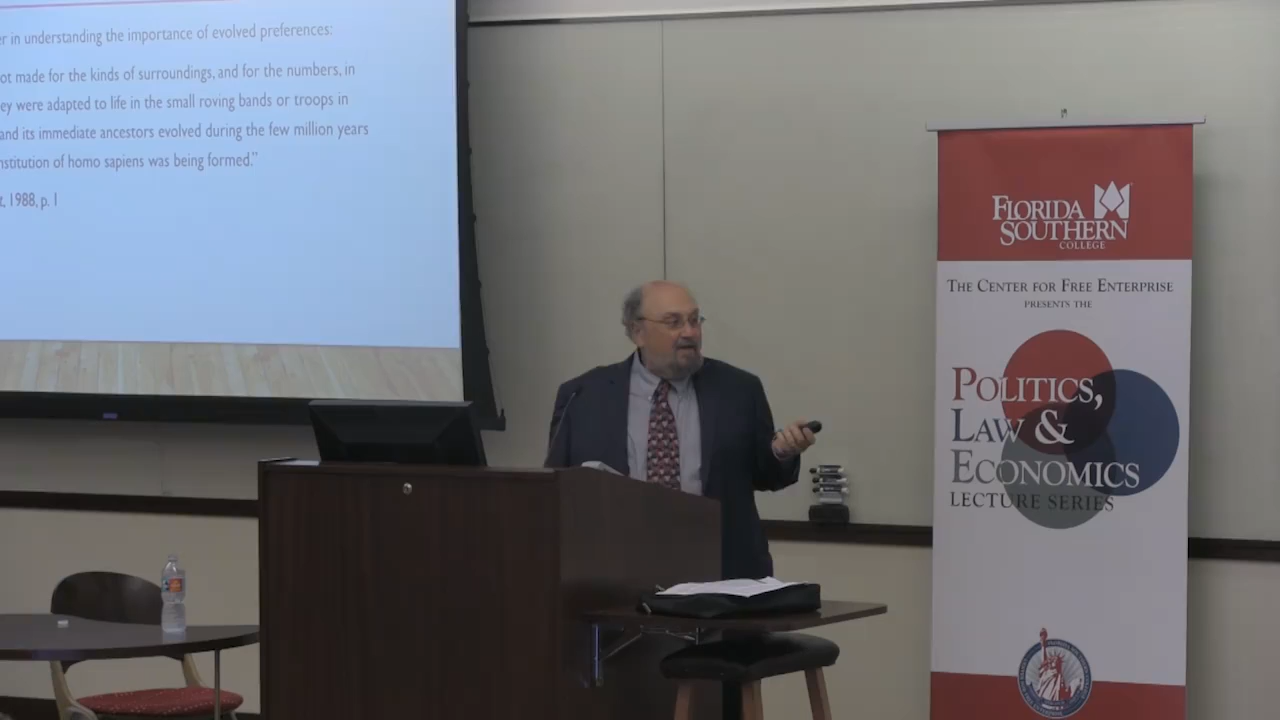 er in understanding the importance of evolved preferences:
ot made for the kinds of surroundings, and for the numbers, in
ey were adapted to life in the small roving bands or troops in
and its immediate ancestors evolved during the few million years
nstitution of homo sapiens was being formed."
t, 1988, p. 1
FLORIDA
SOUTHERN
COLLEGE
THE CENTER FOR FREE ENTERPRISE
PRESENTS THE
POLITICS,
LAW &
ECONOMICS
LECTURE SERIES